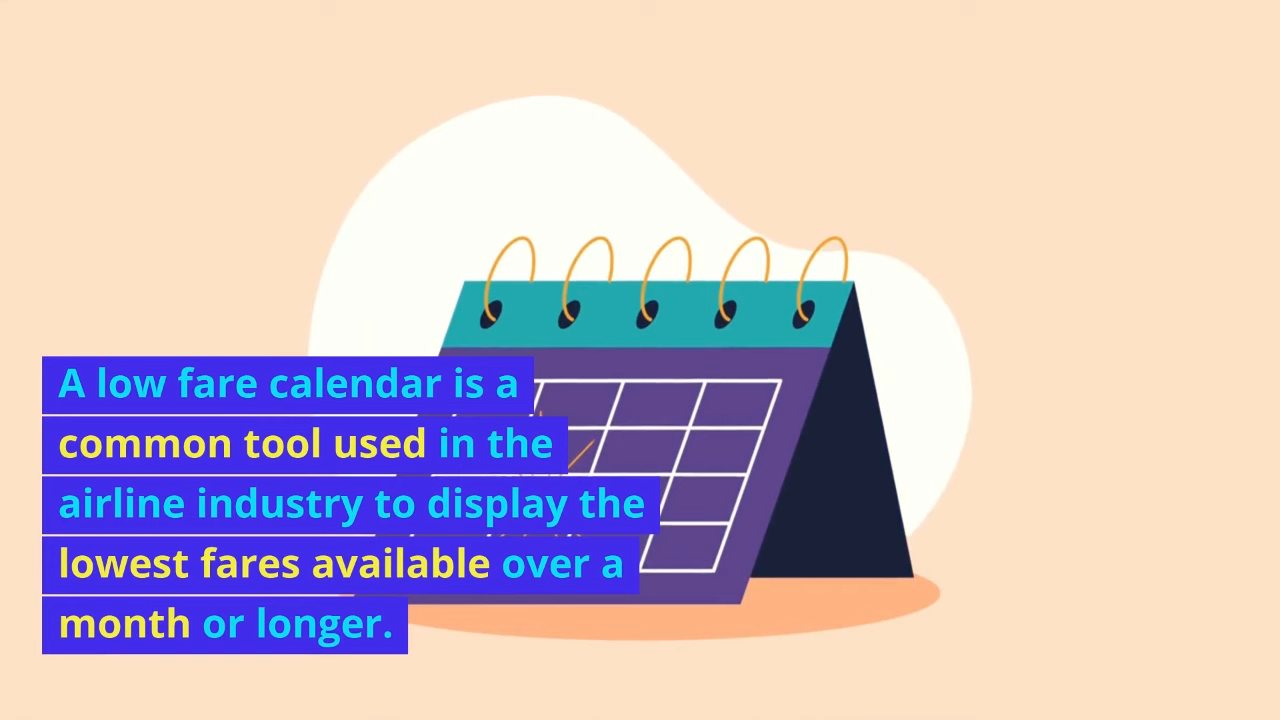 A low fare calendar is a
common tool used in the
airline industry to display the
lowest fares available over a
month or longer.